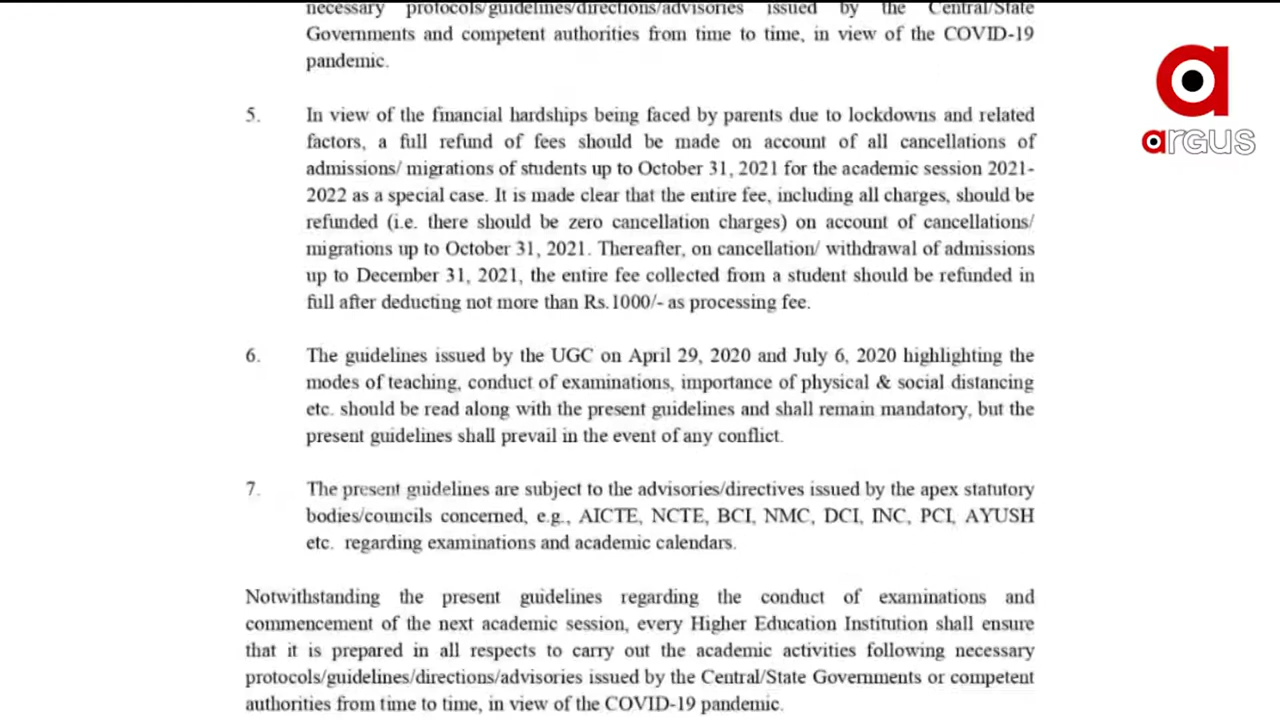 necessary protocols/guidelines/directions/advisories issued by the Central/State
Governments and competent authorities from time to time, in view of the COVID-19
pandemic.
5. In view of the financial hardships being faced by parents due to lockdowns and related
factors, a full refund of fees should be made on account of all cancellations of
admissions/ migrations of students up to October 31, 2021 for the academic session 2021-
2022 as a special case. It is made clear that the entire fee, including all charges, should be
refunded (i.e. there should be zero cancellation charges) on account of cancellations/
migrations up to October 31, 2021. Thereafter, on cancellation/ withdrawal of admissions
up to December 31, 2021, the entire fee collected from a student should be refunded in
full after deducting not more than Rs.1000/- as processing fee.
6. The guidelines issued by the UGC on April 29, 2020 and July 6, 2020 highlighting the
modes of teaching, conduct of examinations, importance of physical & social distancing
etc. should be read along with the present guidelines and shall remain mandatory, but the
present guidelines shall prevail in the event of any conflict.
7. The present guidelines are subject to the advisories/directives issued by the apex statutory
bodies/councils concerned, e.g., AICTE, NCTE, BCI, NMC, DCI, INC, PCI, AYUSH
etc. regarding examinations and academic calendars.
Notwithstanding the present guidelines regarding the conduct of examinations and
commencement of the next academic session, every Higher Education Institution shall ensure
that it is prepared in all respects to carry out the academic activities following necessary
protocols/guidelines/directions/advisories issued by the Central/State Governments or competent
authorities from time to time, in view of the COVID-19 pandemic.
a
arGus